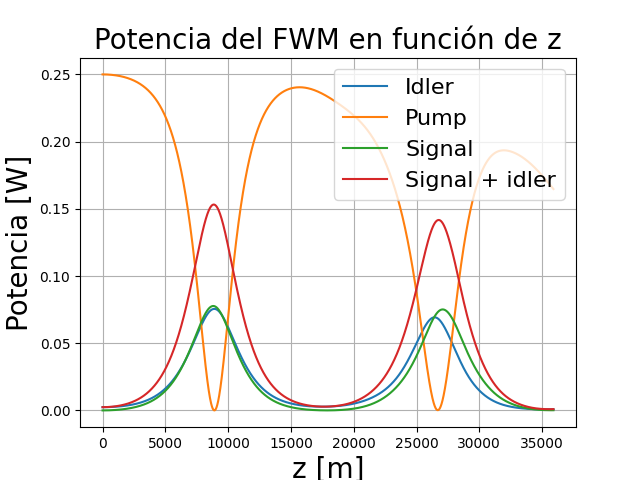 Potencia del FWM en función de z
Potencia [W]
0.25
0.20
0.15
0.10
0.05
0.00
Idler
Pump
Signal
Signal + idler
0 5000 10000 15000 20000 25000 30000 35000
z [m]